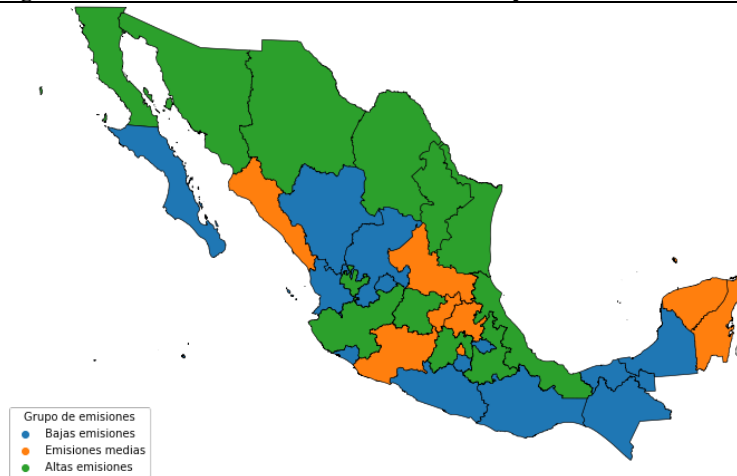 Grupo de emisiones
Bajas emisiones
Emisiones medias
Altas emisiones